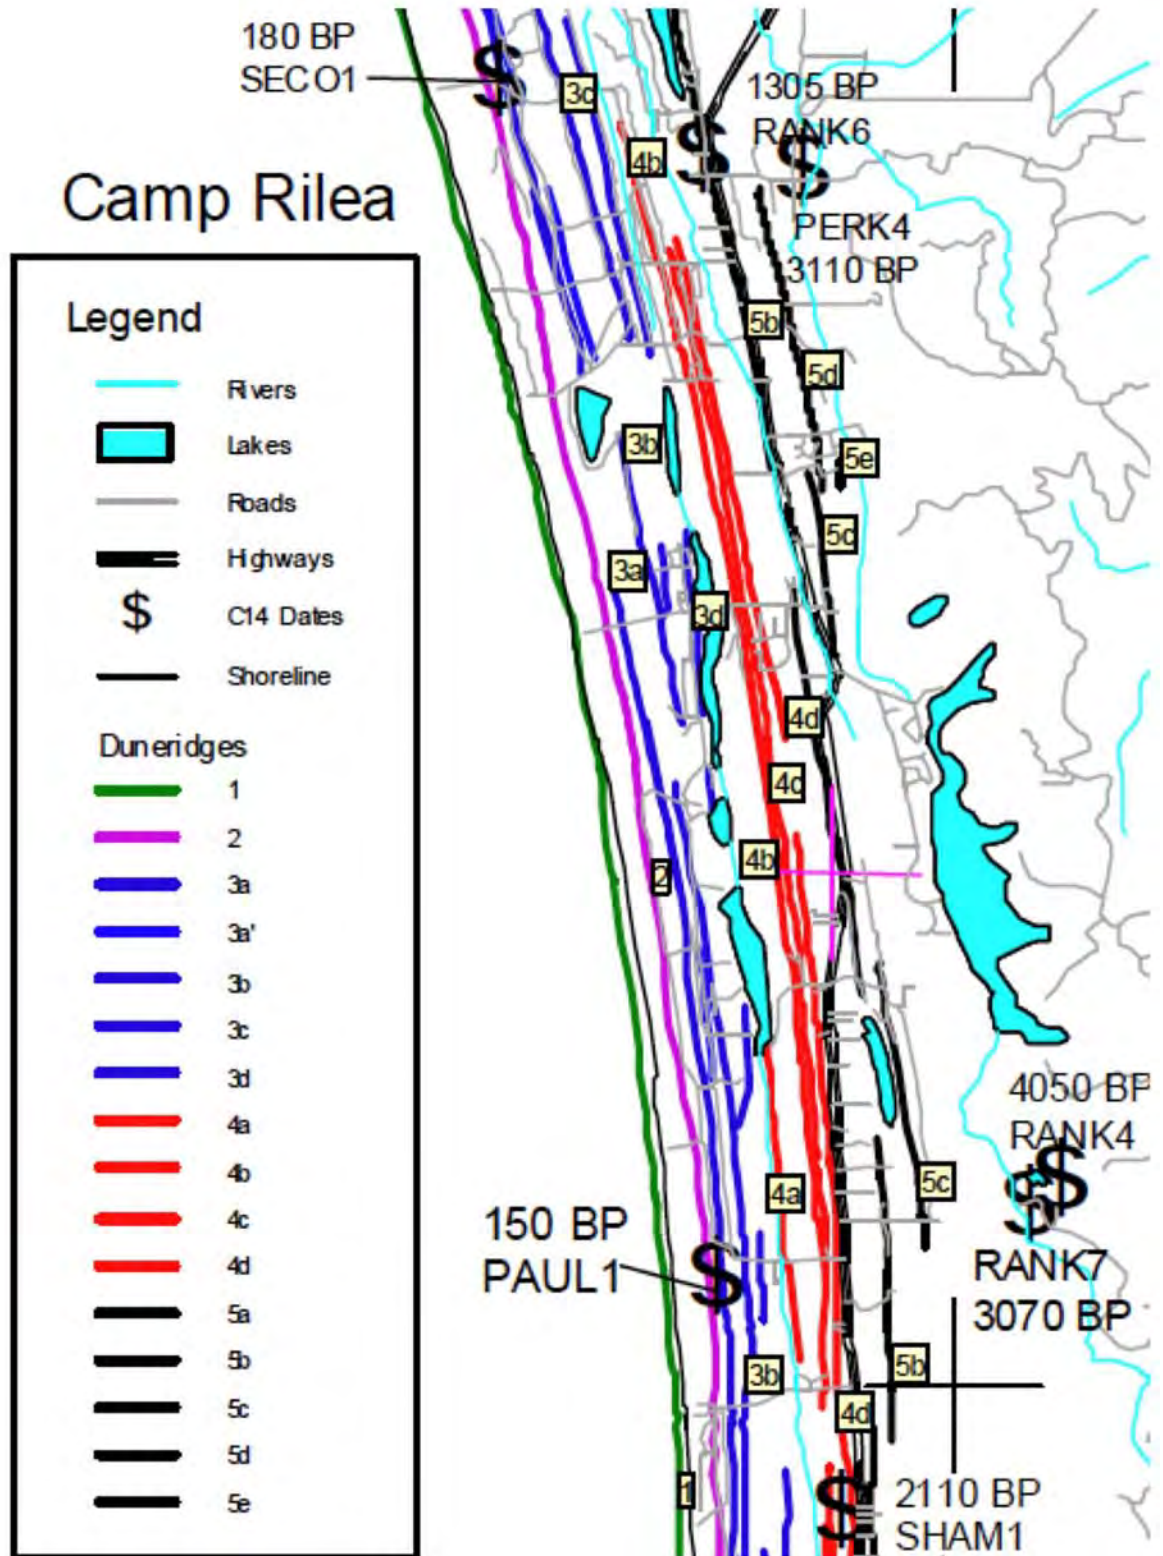 180 BP
SECO1
Camp Rilea
Legend
Rivers
Lakes
Roads
Highways
$ C14 Dates
Shoreline
Duneridges
1
2
3a
3a'
3b
3c
3d
4a
4b
4c
4d
5a
5b
5c
5d
5e
$
3c
1305 BP
RANK6
4b
$
$
PERK4
3110 BP
5b
5d
3b
5e
5d
3a
3d
4d
4c
4b
2
4050 BP
RANK4
$
$
5c
4a
150 BP
PAUL1
$
RANK7
3070 BP
5b
3b
4d
1
$
2110 BP
SHAM1